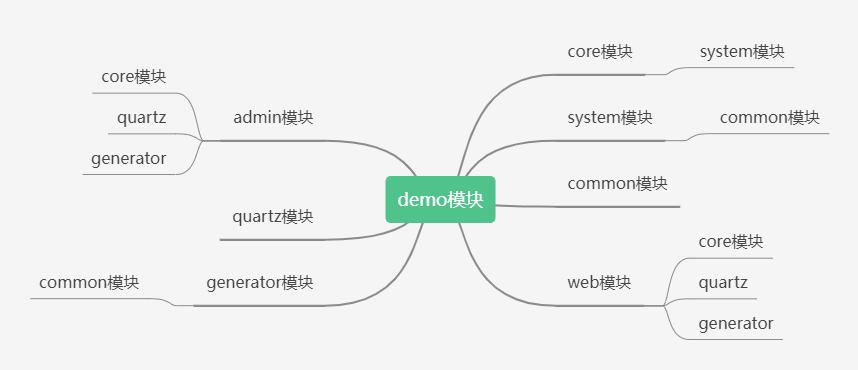 core模块
system模块
core模块
quartz
admin模块
system模块
common模块
generator
common模块
demo模块
quartz模块
core模块
common模块
generator模块
web模块
quartz
generator